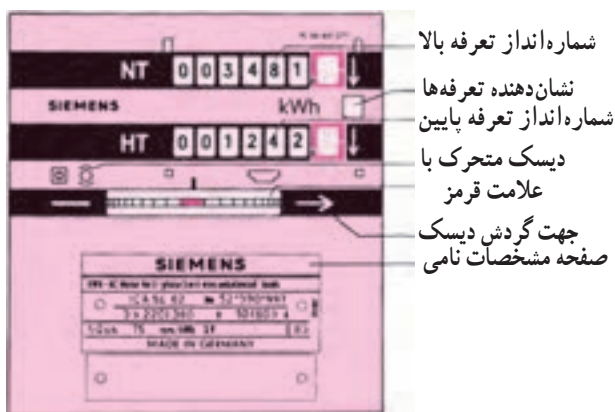 NT 003481
شماره‌انداز تعرفه بالا
SIEMENS kWh
نشان‌دهنده تعرفه‌ها
HT 001242
شماره‌انداز تعرفه پایین
دیسک متحرک با
علامت قرمز
جهت گردش دیسک
صفحه مشخصات نامی
SIEMENS
MADE IN GERMANY